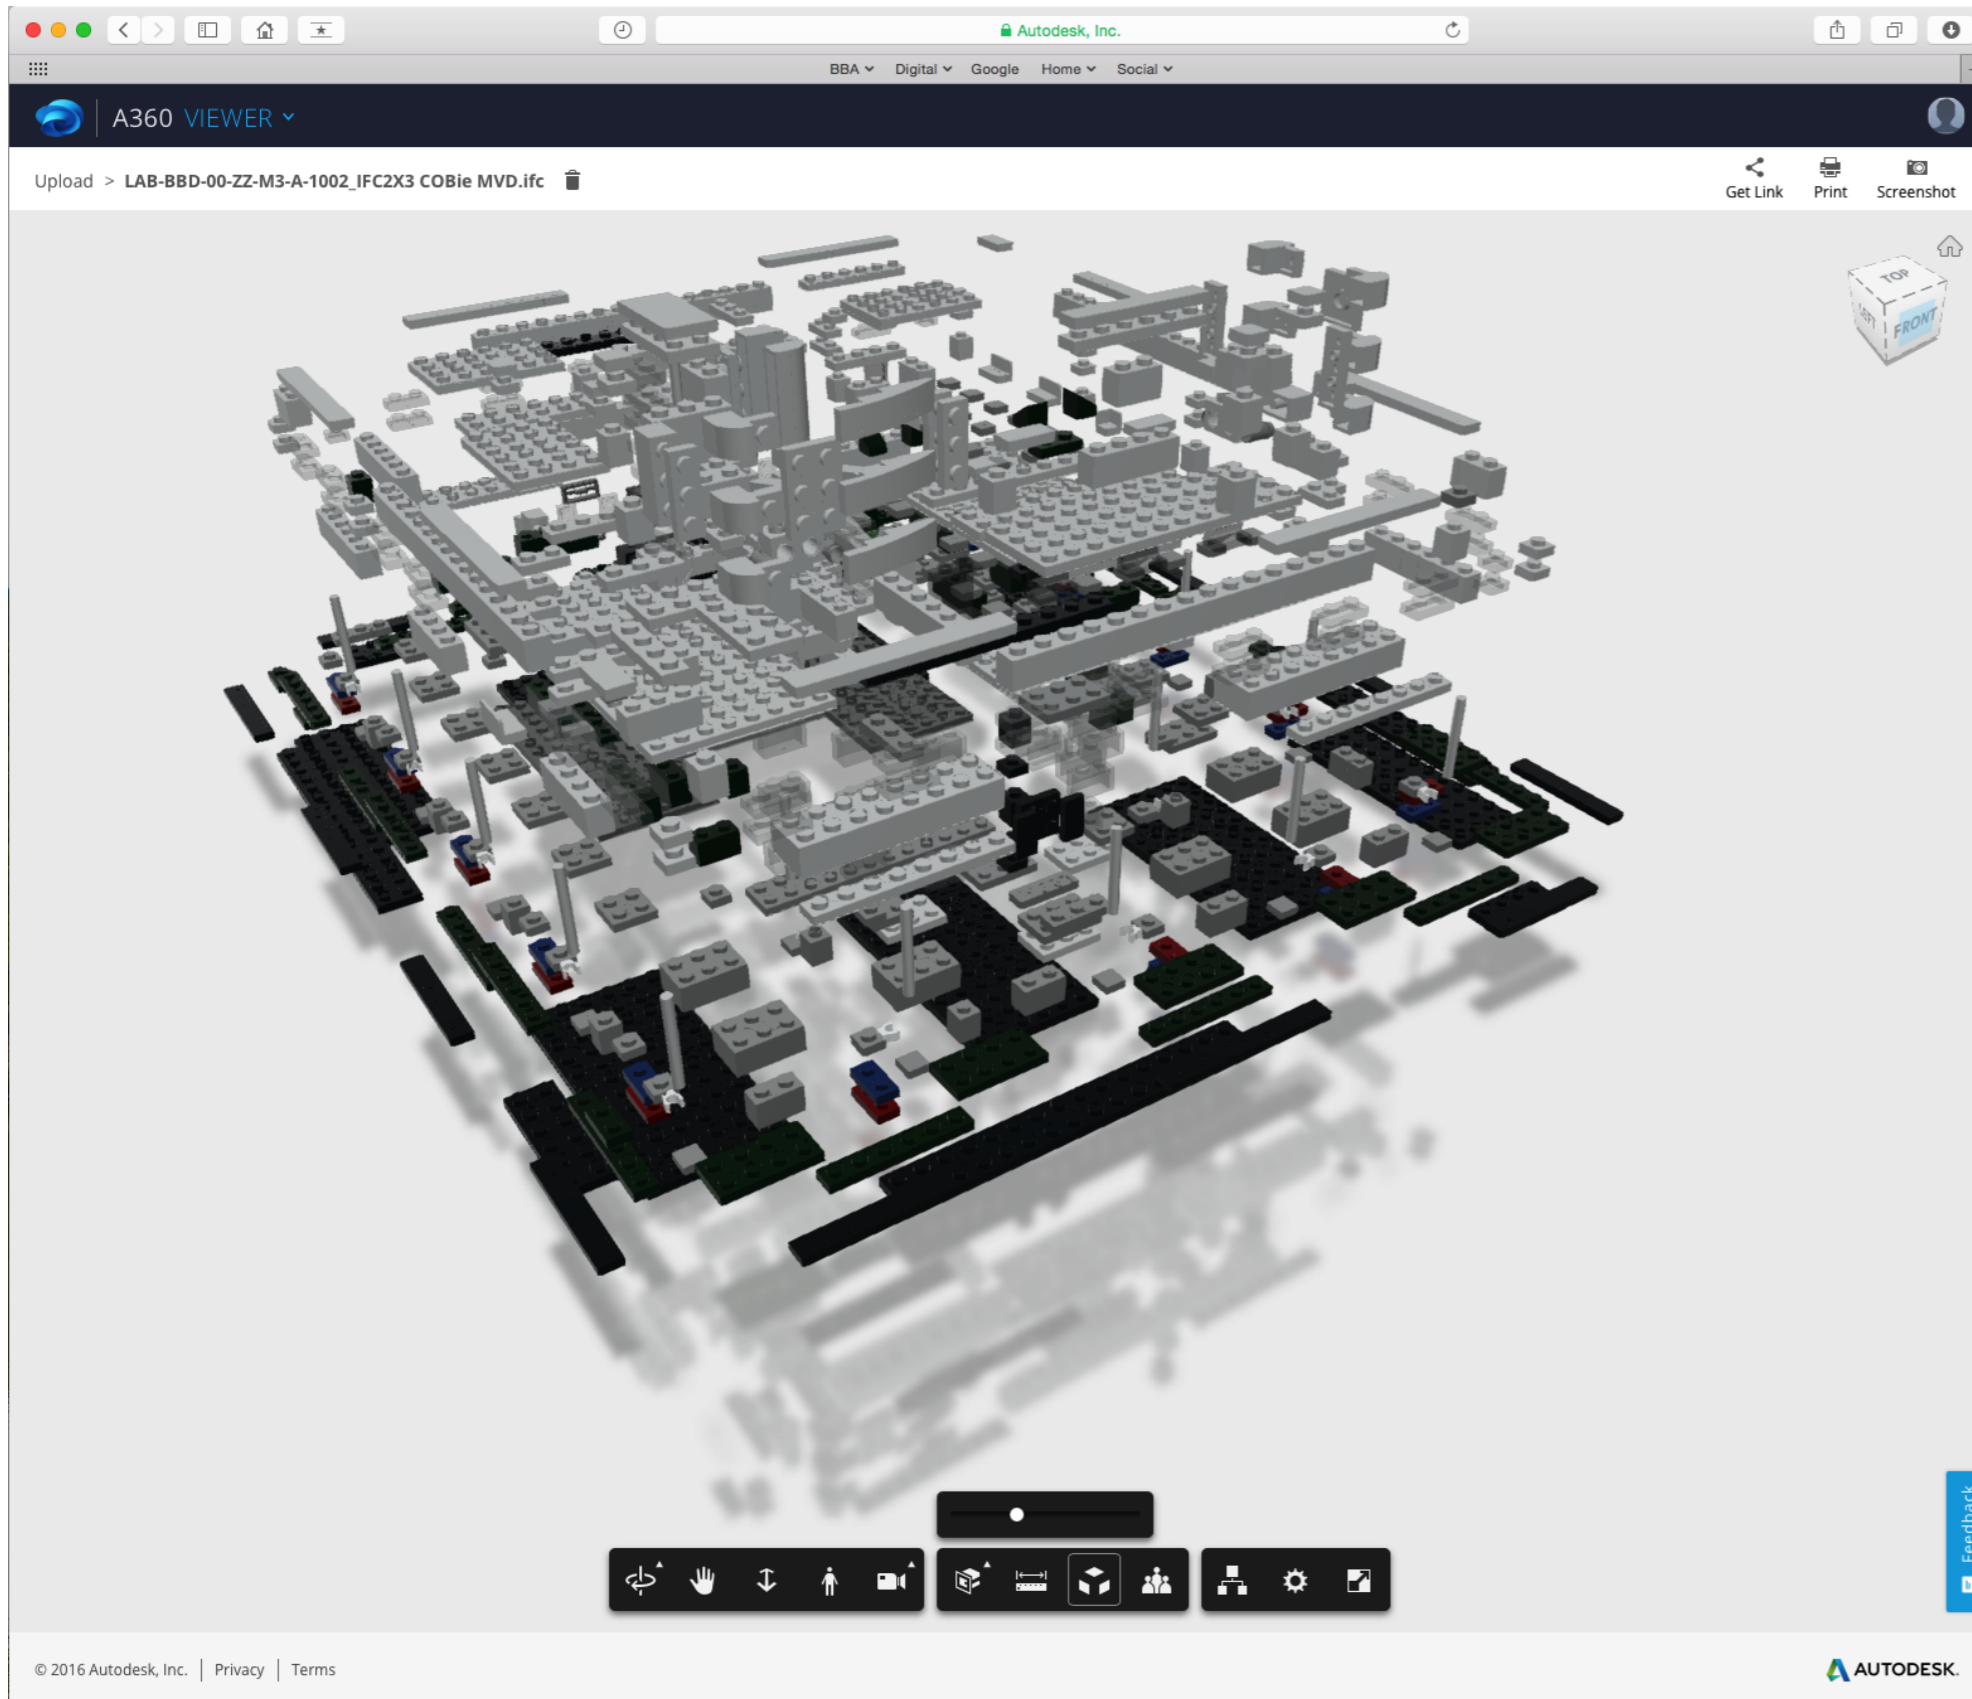 Autodesk, Inc.
BBA Digital Google Home Social
A360 VIEWER
Upload > LAB-BBD-00-ZZ-M3-A-1002_IFC2X3 COBie MVD.ifc
Get Link Print Screenshot
TOP
LEFT FRONT
Feedback
© 2016 Autodesk, Inc. | Privacy | Terms
AUTODESK.